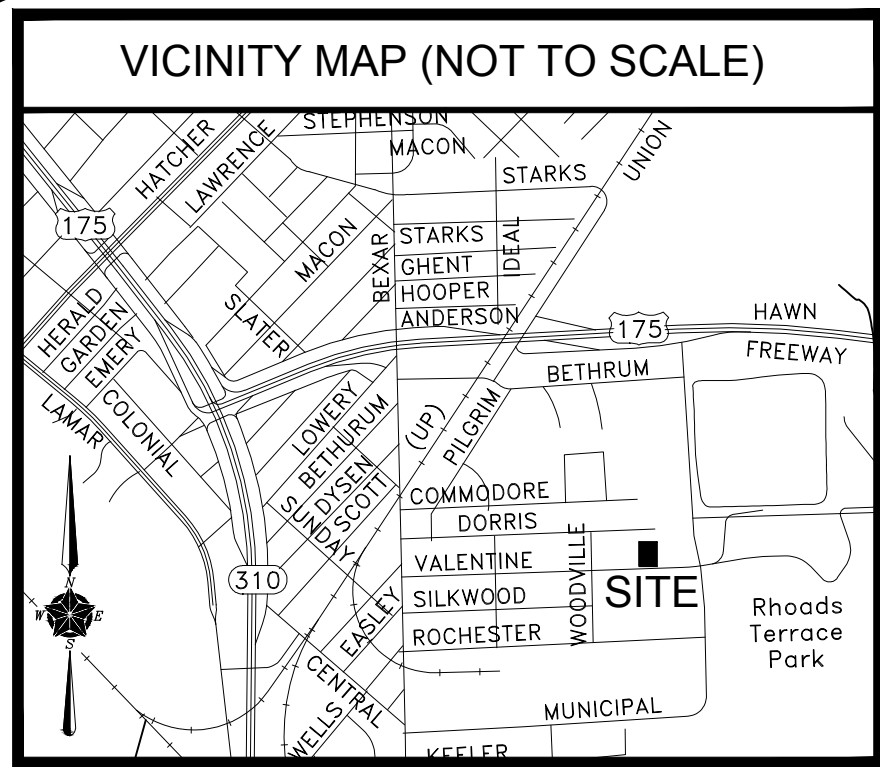 VICINITY MAP (NOT TO SCALE)
STEPHENSON
MACON
HATCHER
LAWRENCE
UNION
STARKS
175
MACON
BEXAR
STARKS
IDEAL
GHENT
HOOPER
ANDERSON
175
HAWN
FREEWAY
HERALD
GARDEN
EMERY
SLATER
BETHRUM
LAMAR
COLONIAL
LOWERY
BETHURUM
DYSEN
SCOTT
SUNDAY
(UP)
PILGRIM
COMMODORE
DORRIS
VALENTINE
WOODVILLE
SILKWOOD
ROCHESTER
SITE
310
N
W E
S
EASLEY
CENTRAL
WELLS
Rhoads
Terrace
Park
MUNICIPAL
KEELER